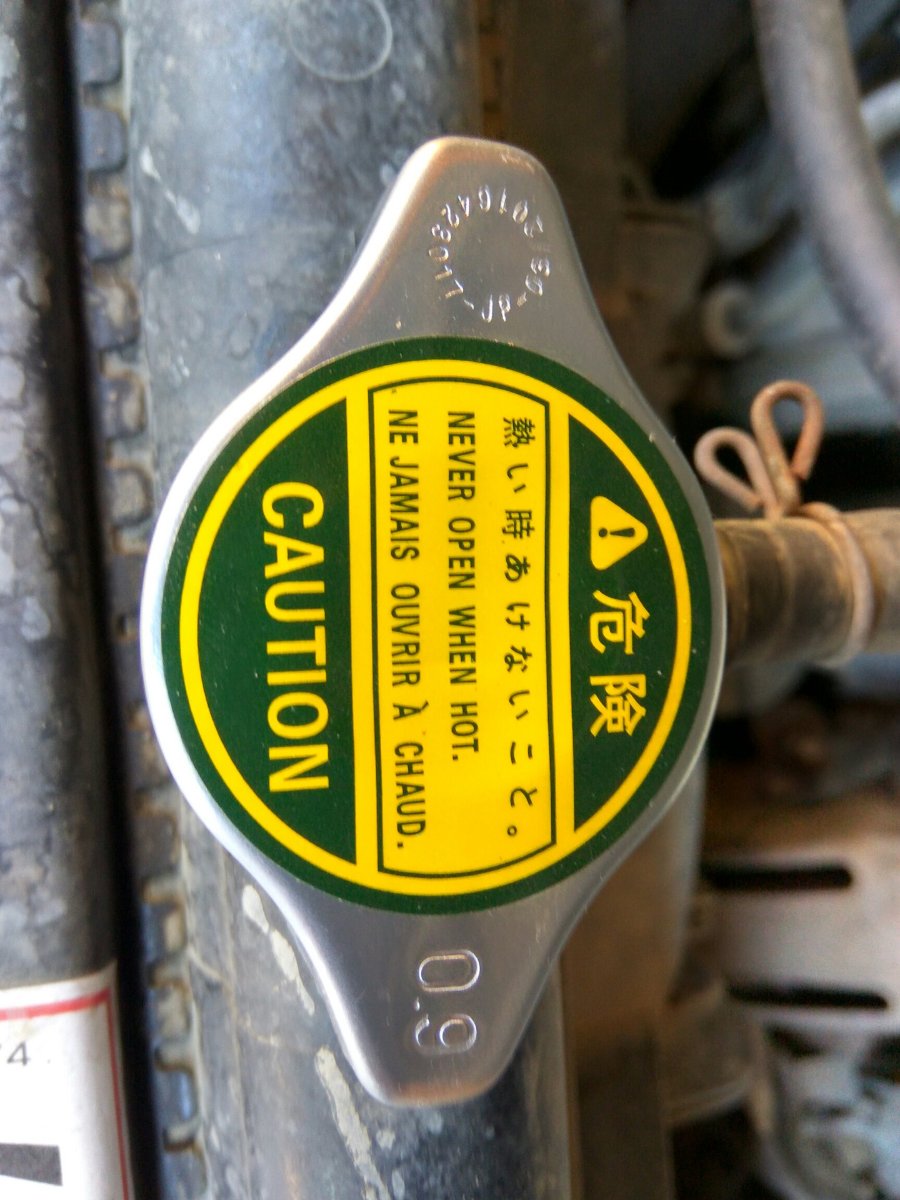 危険
熱い時あけないこと。
NEVER OPEN WHEN HOT.
NE JAMAIS OUVRIR À CHAUD.
CAUTION
0.9